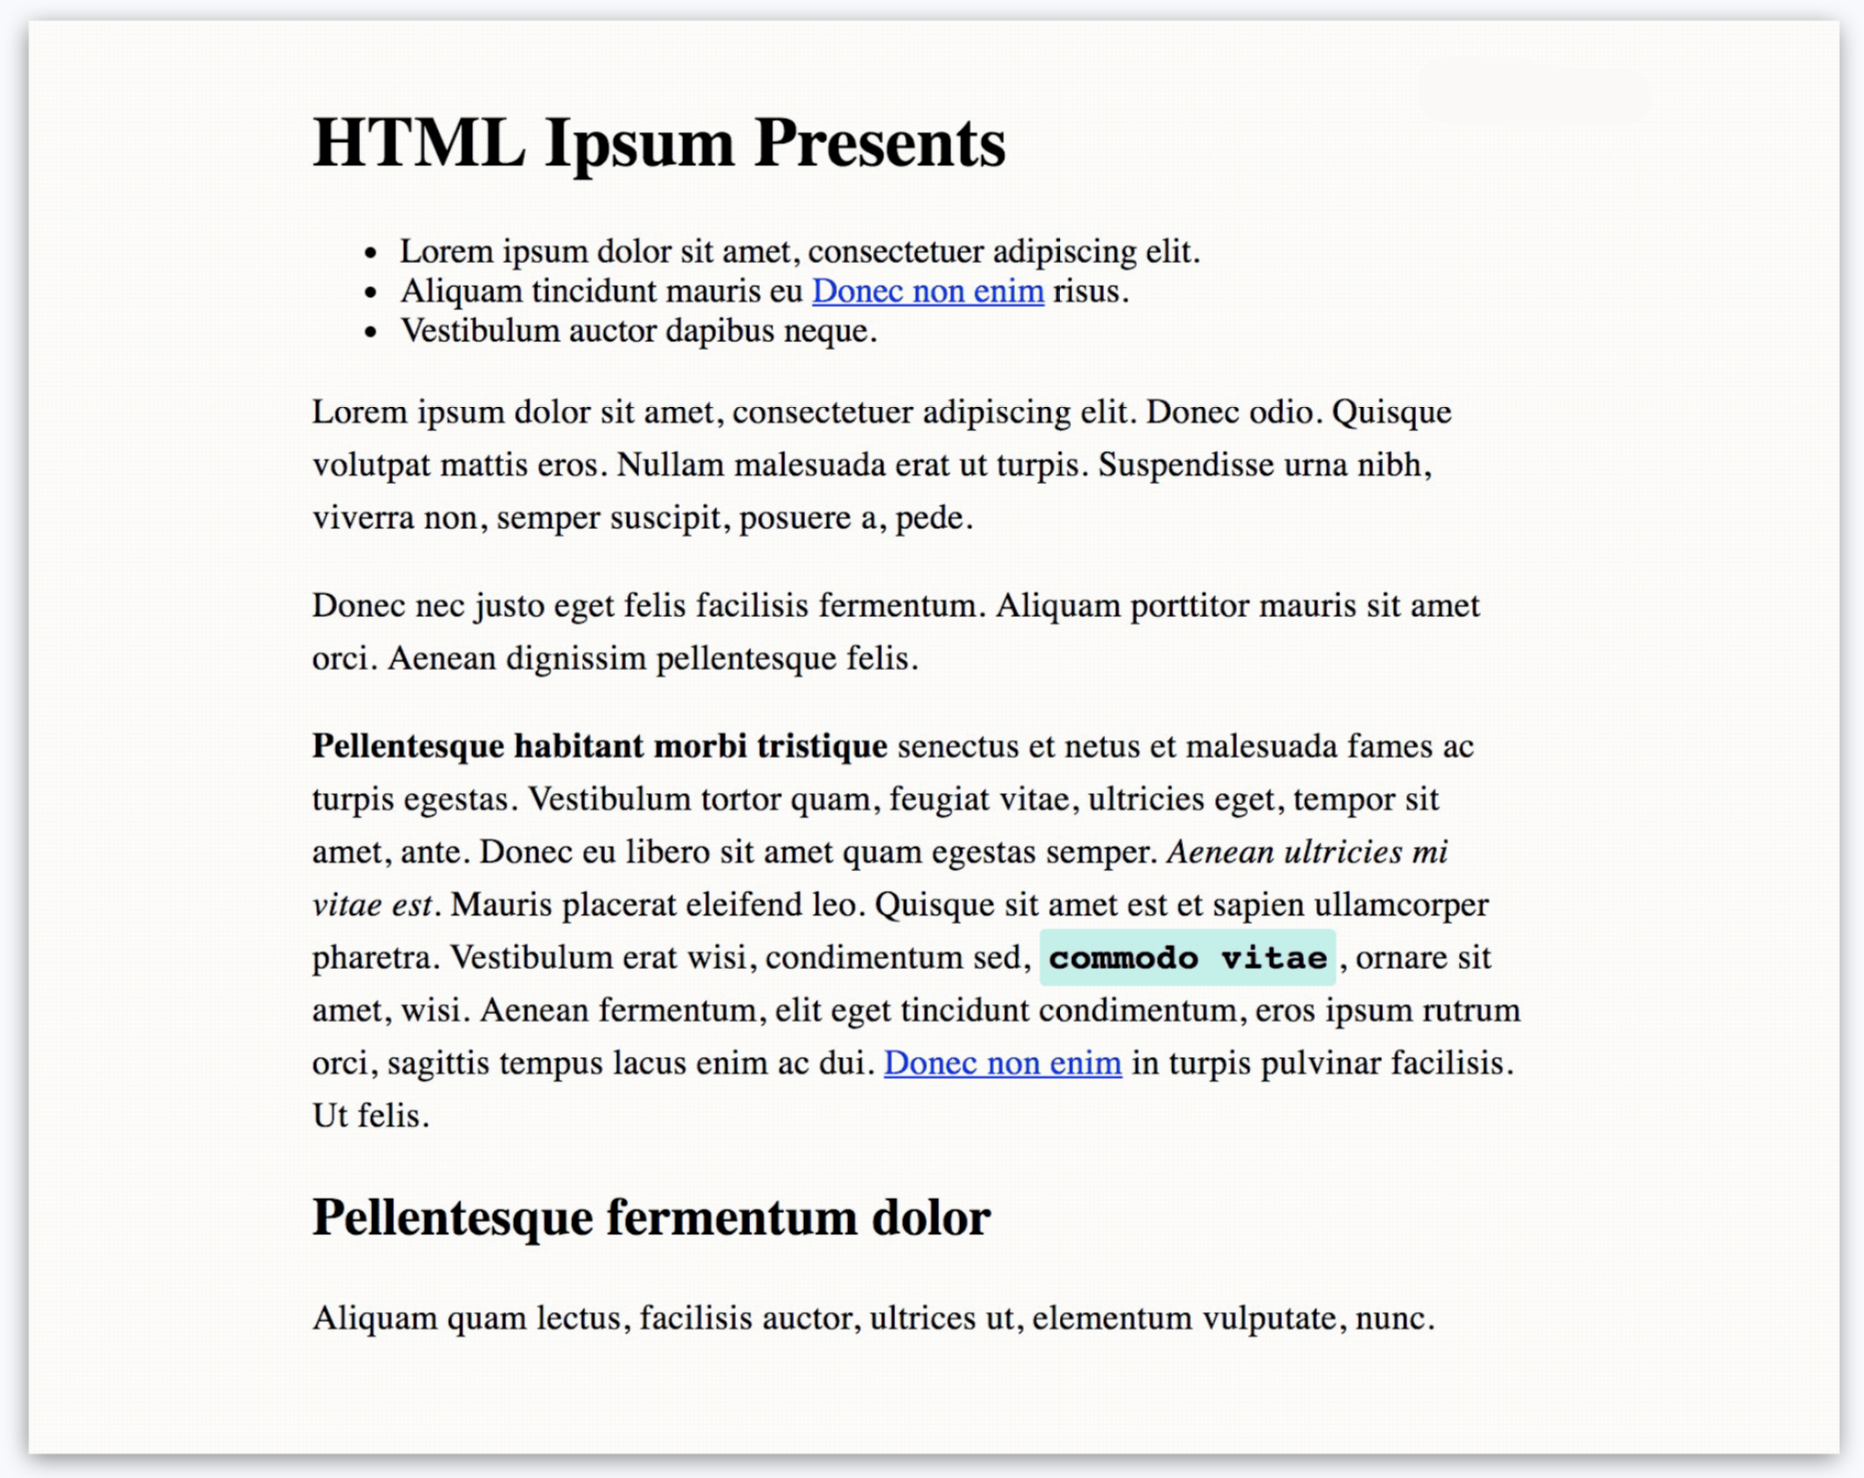 HTML Ipsum Presents
• Lorem ipsum dolor sit amet, consectetuer adipiscing elit.
• Aliquam tincidunt mauris eu Donec non enim risus.
• Vestibulum auctor dapibus neque.
Lorem ipsum dolor sit amet, consectetuer adipiscing elit. Donec odio. Quisque
volutpat mattis eros. Nullam malesuada erat ut turpis. Suspendisse urna nibh,
viverra non, semper suscipit, posuere a, pede.
Donec nec justo eget felis facilisis fermentum. Aliquam porttitor mauris sit amet
orci. Aenean dignissim pellentesque felis.
Pellentesque habitant morbi tristique senectus et netus et malesuada fames ac
turpis egestas. Vestibulum tortor quam, feugiat vitae, ultricies eget, tempor sit
amet, ante. Donec eu libero sit amet quam egestas semper. Aenean ultricies mi
vitae est. Mauris placerat eleifend leo. Quisque sit amet est et sapien ullamcorper
pharetra. Vestibulum erat wisi, condimentum sed, commodo vitae , ornare sit
amet, wisi. Aenean fermentum, elit eget tincidunt condimentum, eros ipsum rutrum
orci, sagittis tempus lacus enim ac dui. Donec non enim in turpis pulvinar facilisis.
Ut felis.
Pellentesque fermentum dolor
Aliquam quam lectus, facilisis auctor, ultrices ut, elementum vulputate, nunc.